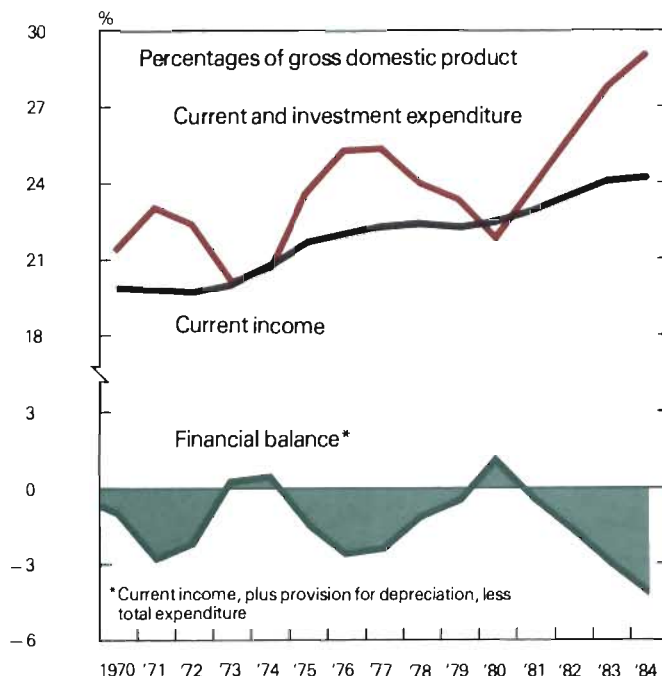 %
30
Percentages of gross domestic product
27
Current and investment expenditure
24
21
18
Current income
3
Financial balance*
0
−3
*Current income, plus provision for depreciation, less
total expenditure
−6
1970 '71 '72 '73 '74 '75 '76 '77 '78 '79 '80 '81 '82 '83 '84